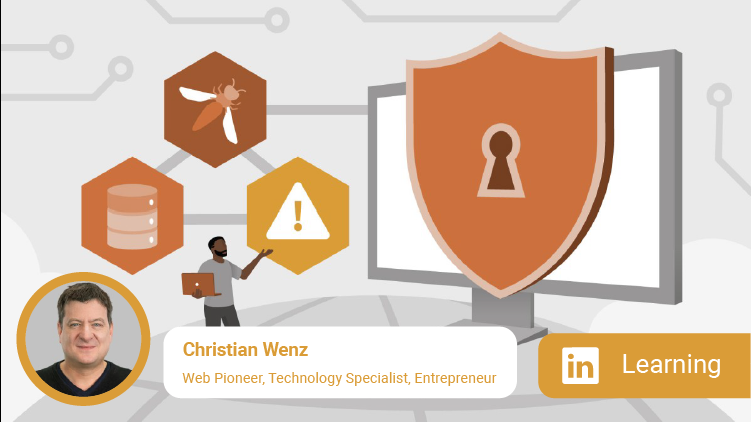 Christian Wenz
Web Pioneer, Technology Specialist, Entrepreneur
in Learning